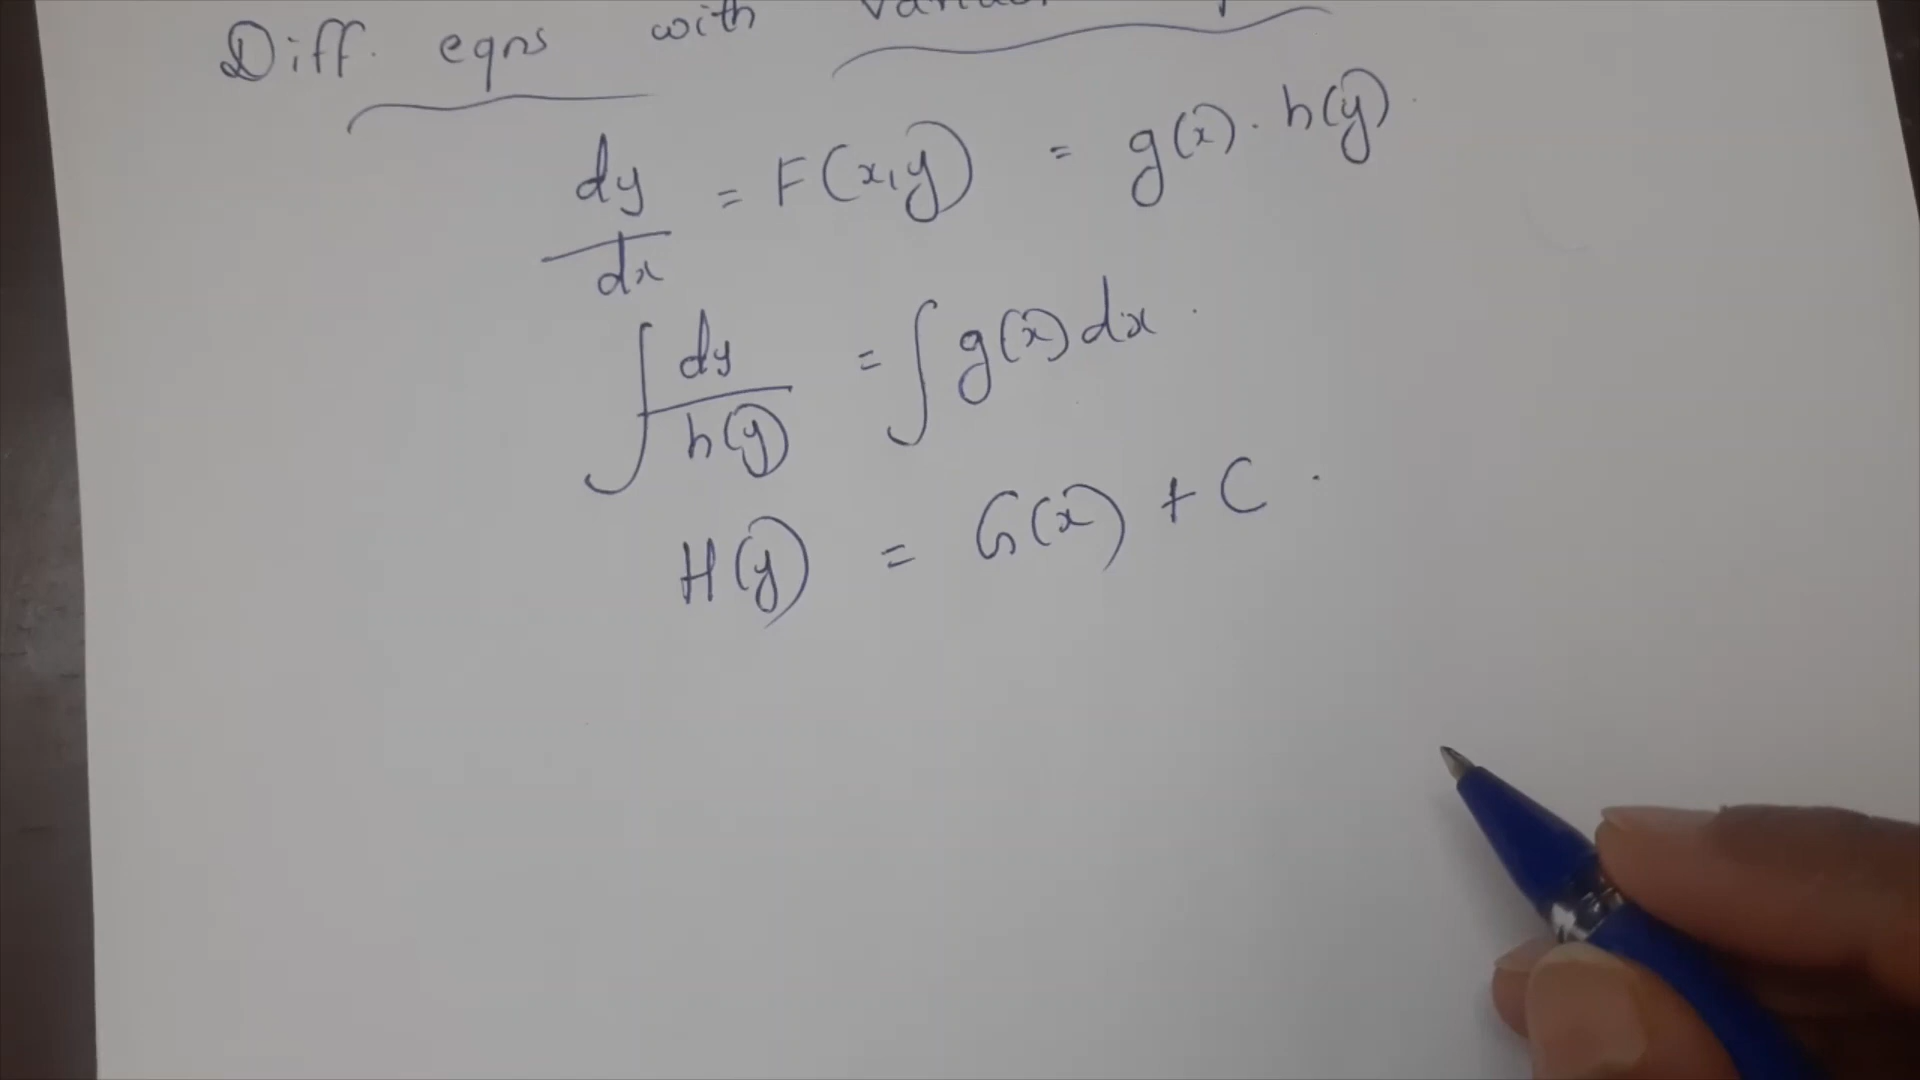 Diff. eqns with
dy/dx = F(x,y) = g(x) · h(y).
∫ dy/h(y) = ∫ g(x) dx.
H(y) = G(x) + C.